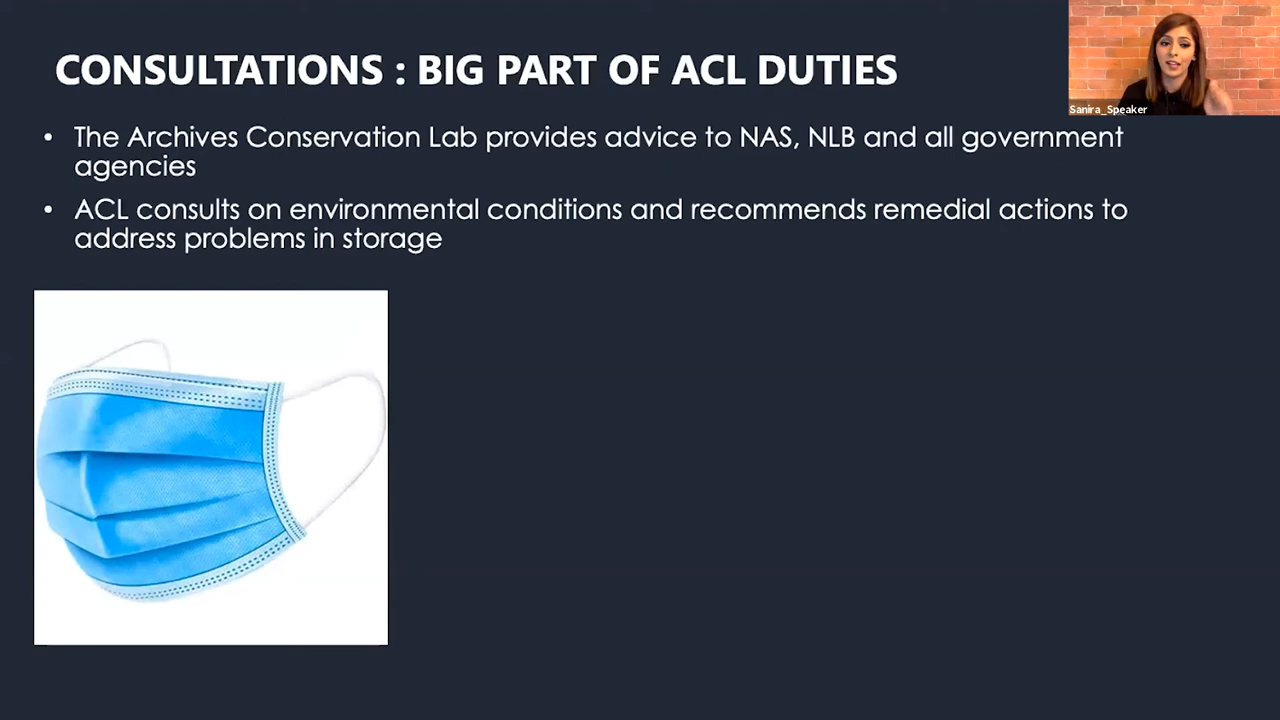 CONSULTATIONS : BIG PART OF ACL DUTIES
Sanira_Speaker
• The Archives Conservation Lab provides advice to NAS, NLB and all government
agencies
• ACL consults on environmental conditions and recommends remedial actions to
address problems in storage